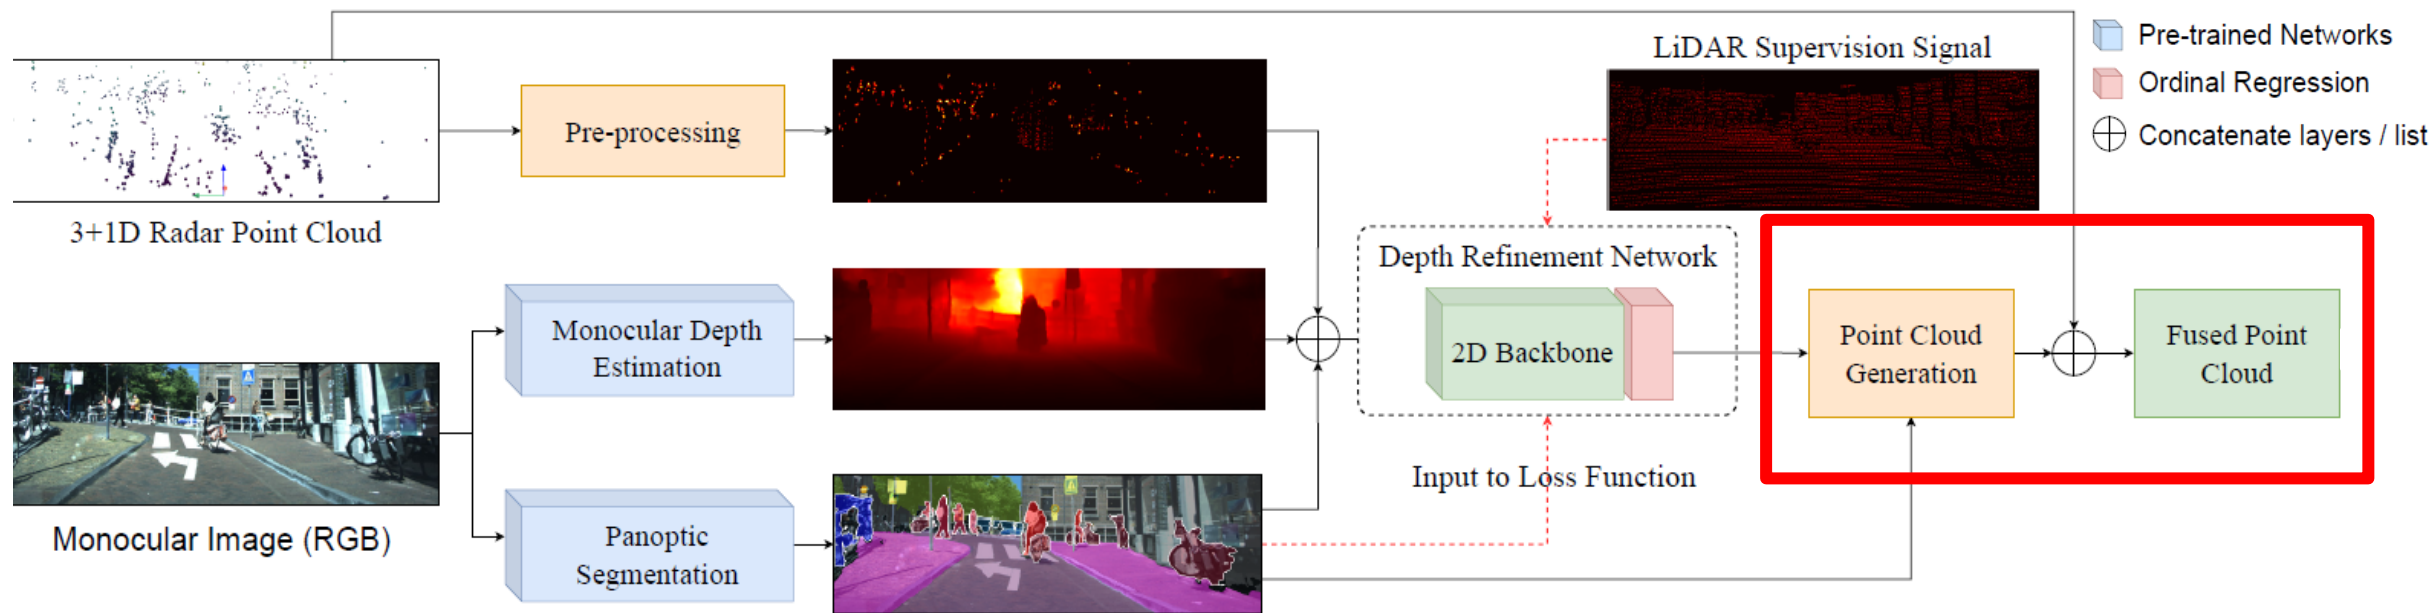 LiDAR Supervision Signal
Pre-trained Networks
Ordinal Regression
Concatenate layers / list
Pre-processing
3+1D Radar Point Cloud
Depth Refinement Network
Monocular Depth
Estimation
2D Backbone
Point Cloud
Generation
Fused Point
Cloud
Input to Loss Function
Monocular Image (RGB)
Panoptic
Segmentation